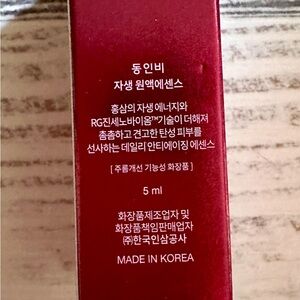 동인비
자생 원액에센스
홍삼의 자생 에너지와
RG진세노바이옴™기술이 더해져
촘촘하고 견고한 탄성 피부를
선사하는 데일리 안티에이징 에센스
[ 주름개선 기능성 화장품 ]
5 ml
화장품제조업자 및
화장품책임판매업자
㈜한국인삼공사
MADE IN KOREA